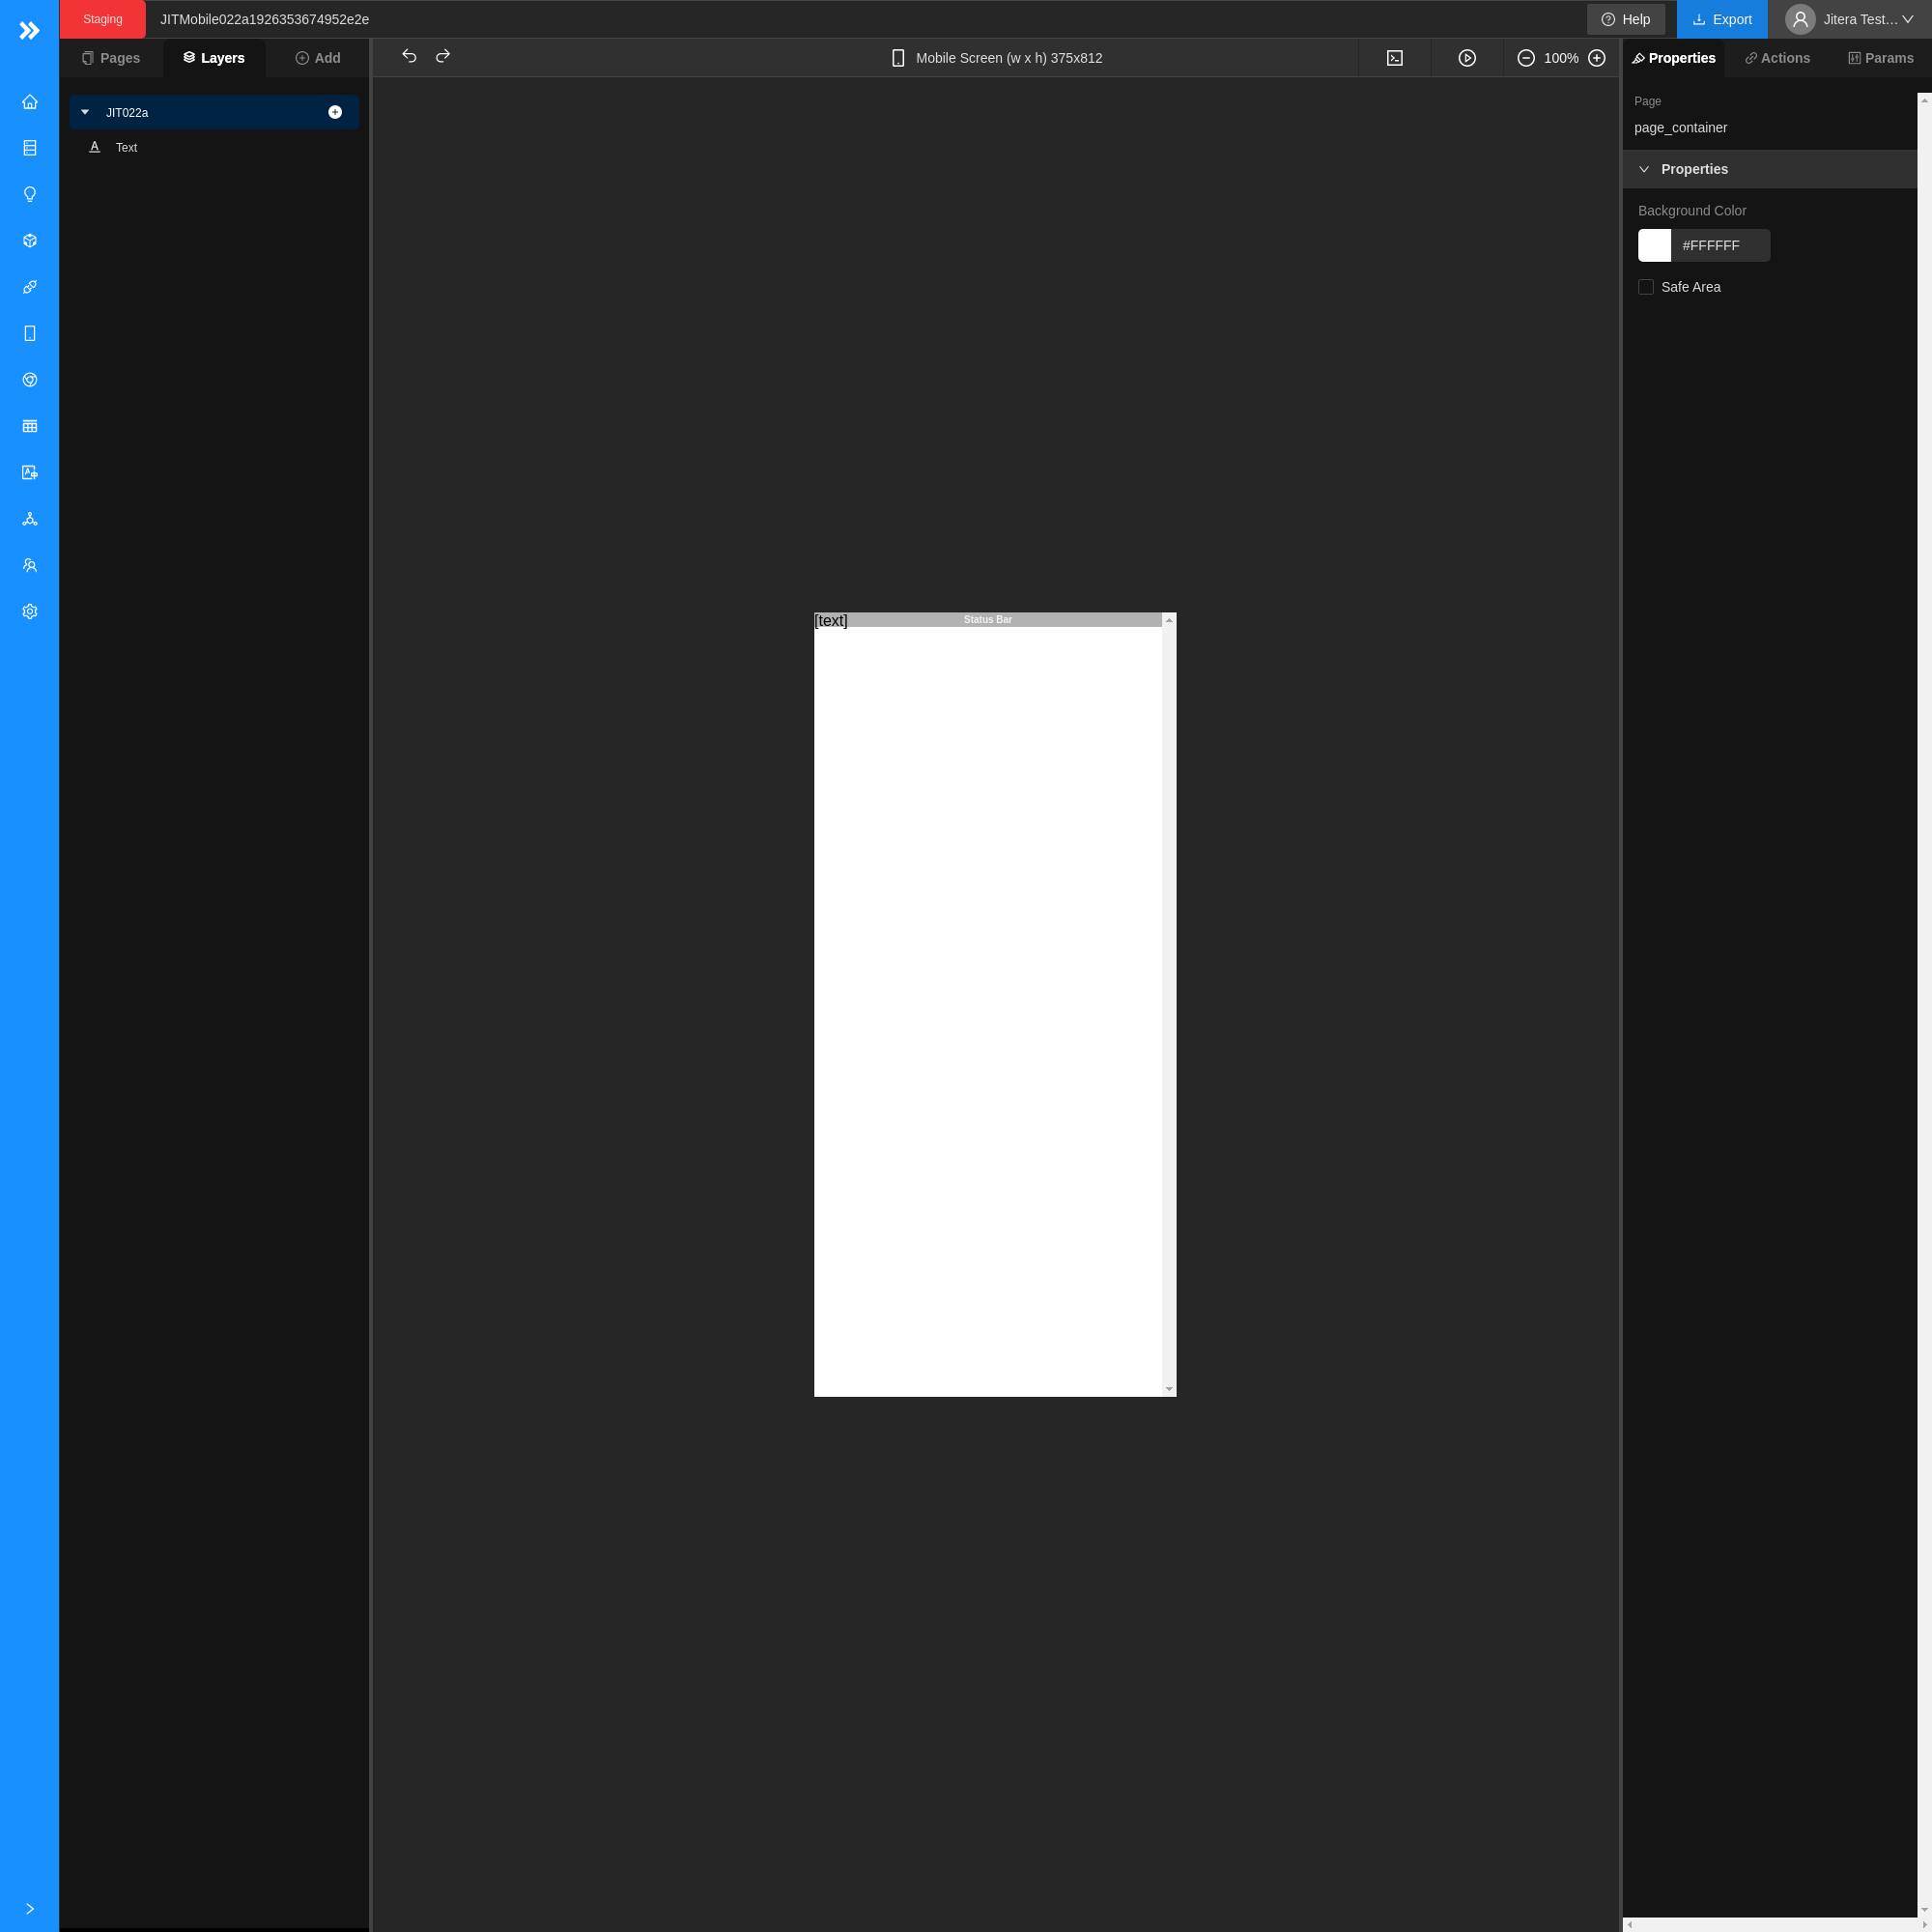 Staging
JITMobile022a1926353674952e2e
Help
Export
Jitera Test...
Pages
Layers
Add
Mobile Screen (w x h) 375x812
100%
Properties
Actions
Params
JIT022a
Text
Page
page_container
Properties
Background Color
#FFFFFF
Safe Area
[text]
Status Bar